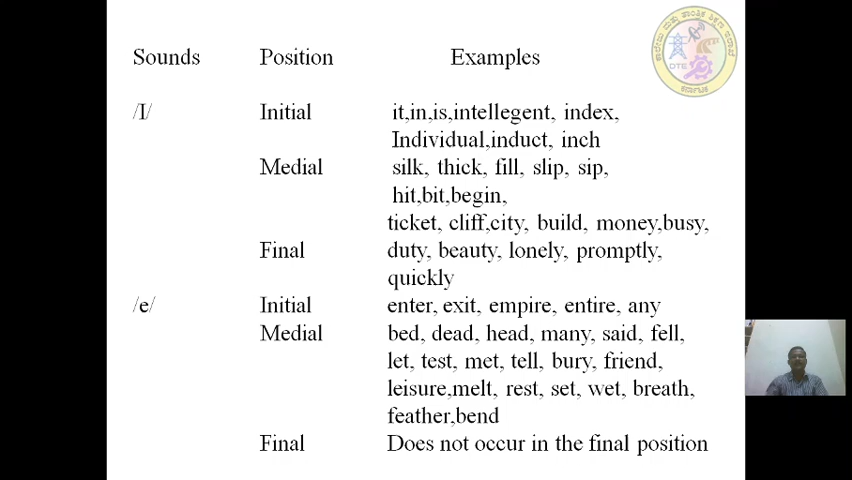 Sounds Position Examples
/I/ Initial it,in,is,intellegent, index,
Individual,induct, inch
Medial silk, thick, fill, slip, sip,
hit,bit,begin,
ticket, cliff,city, build, money,busy,
Final duty, beauty, lonely, promptly,
quickly
/e/ Initial enter, exit, empire, entire, any
Medial bed, dead, head, many, said, fell,
let, test, met, tell, bury, friend,
leisure,melt, rest, set, wet, breath,
feather,bend
Final Does not occur in the final position
DTE